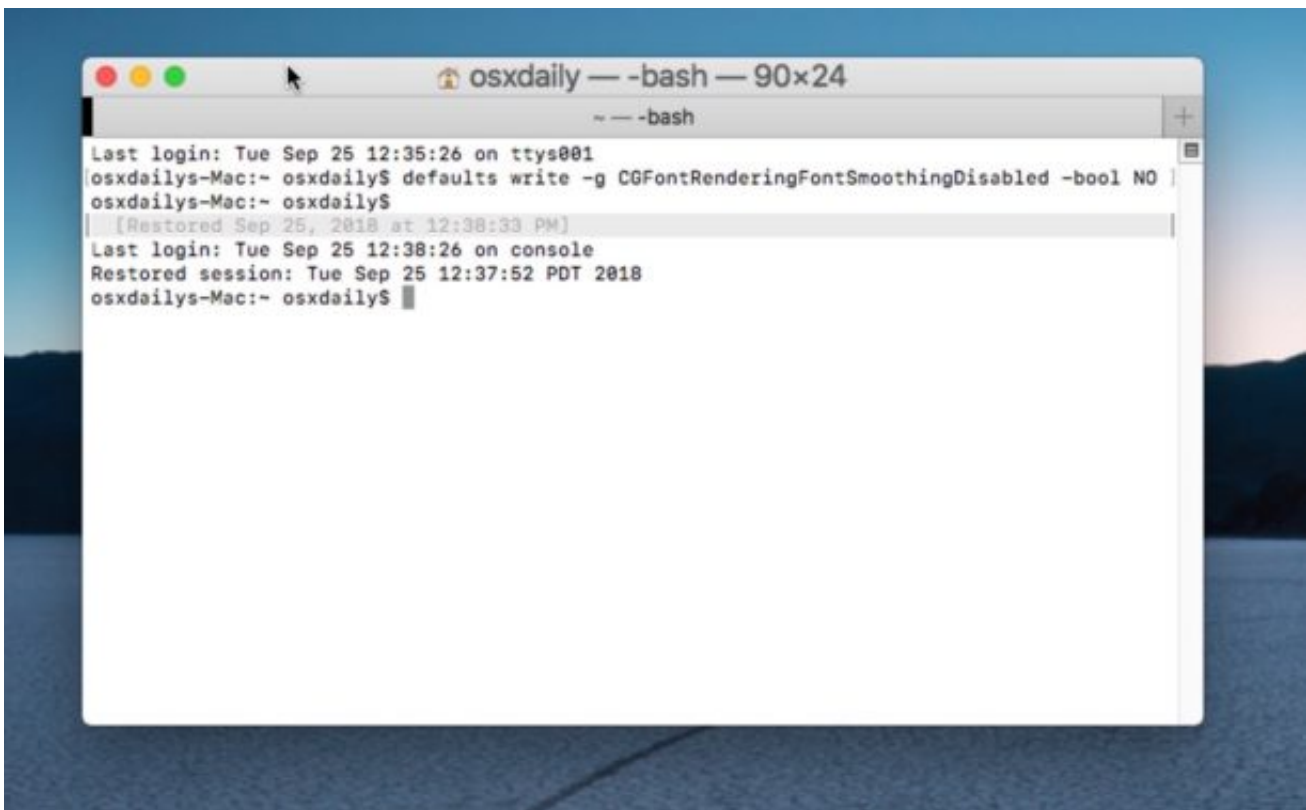 osxdaily — -bash — 90×24
~ — -bash
Last login: Tue Sep 25 12:35:26 on ttys001
osxdailys-Mac:~ osxdaily$ defaults write -g CGFontRenderingFontSmoothingDisabled -bool NO
osxdailys-Mac:~ osxdaily$
[Restored Sep 25, 2018 at 12:38:33 PM]
Last login: Tue Sep 25 12:38:26 on console
Restored session: Tue Sep 25 12:37:52 PDT 2018
osxdailys-Mac:~ osxdaily$